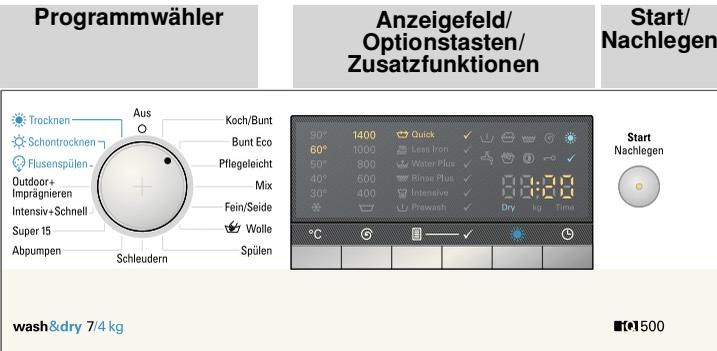 Programmwähler
Anzeigefeld/
Optionstasten/
Zusatzfunktionen
Start/
Nachlegen
Aus
Trocknen
Schontrocknen
Flusenspülen
Outdoor+
Imprägnieren
Intensiv+Schnell
Super 15
Abpumpen
Schleudern
Koch/Bunt
Bunt Eco
Pflegeleicht
Mix
Fein/Seide
Wolle
Spülen
90° 1400 Quick ✓
60° 1000 Less Iron ✓
50° 800 Water Plus ✓
40° 600 Rinse Plus ✓
30° 400 Intensive ✓
Prewash ✓
1:20
Dry kg Time
°C
Start
Nachlegen
wash&dry 7/4 kg
iQ500